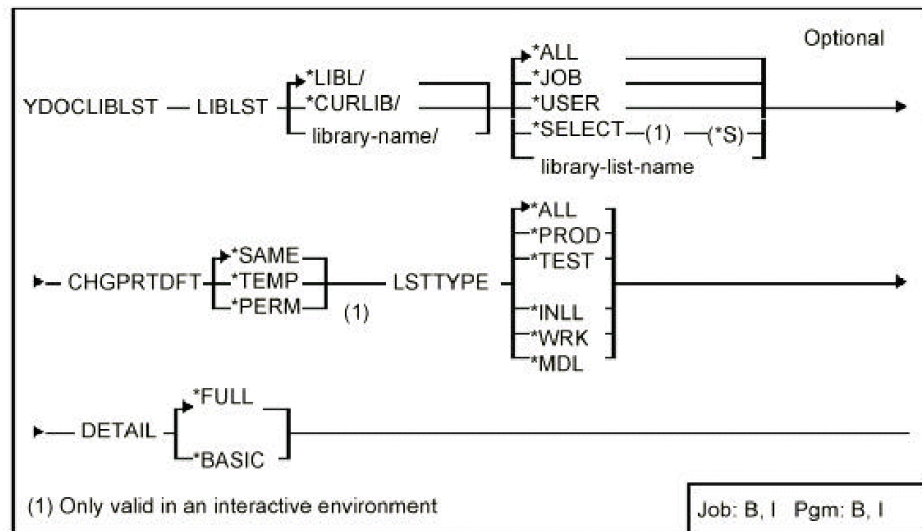 Optional
*ALL
*LIBL/ *JOB
YDOCLIBLST LIBLST *CURLIB/ *USER
library-name/ *SELECT (1) (*S)
library-list-name
*ALL
*SAME *PROD
CHGPRTDFT *TEMP LSTTYPE *TEST
*PERM (1) *INLL
*WRK
*MDL
*FULL
DETAIL
*BASIC
(1) Only valid in an interactive environment
Job: B, I Pgm: B, I